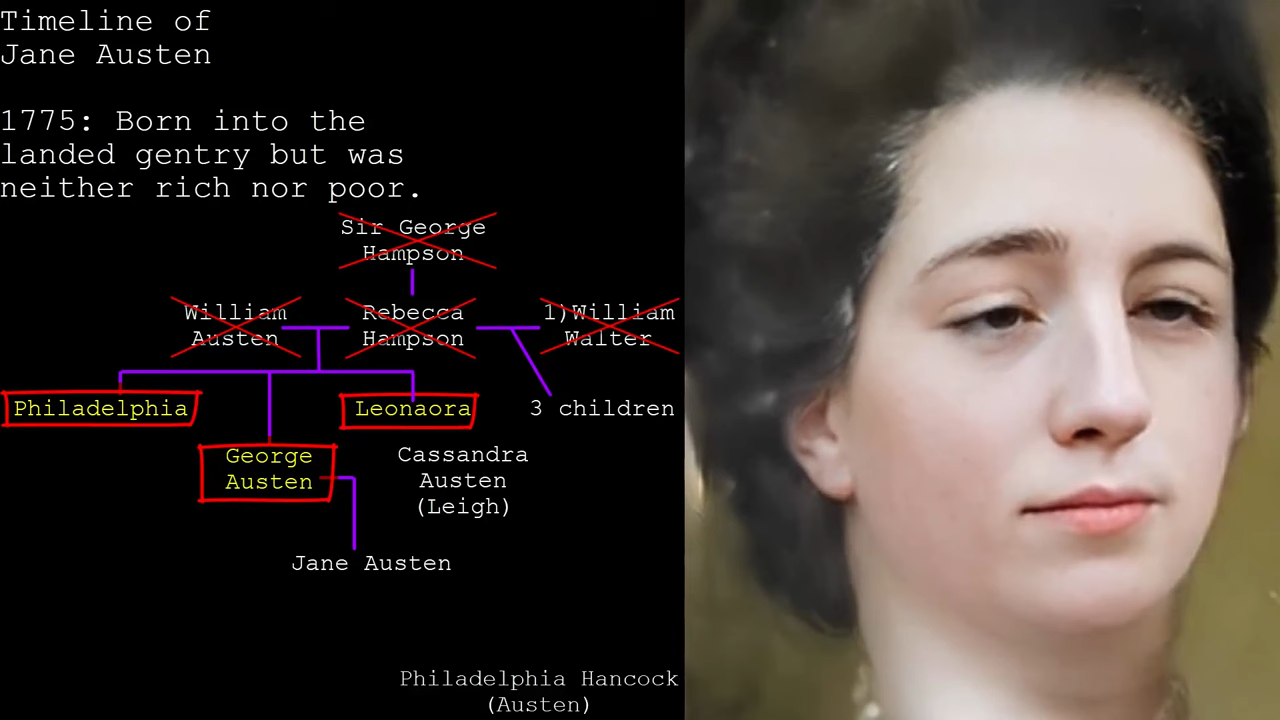 Timeline of
Jane Austen
1775: Born into the
landed gentry but was
neither rich nor poor.
Sir George
Hampson
William
Austen
Rebecca
Hampson
1)William
Walter
Philadelphia
Leonaora
3 children
George
Austen
Cassandra
Austen
(Leigh)
Jane Austen
Philadelphia Hancock
(Austen)